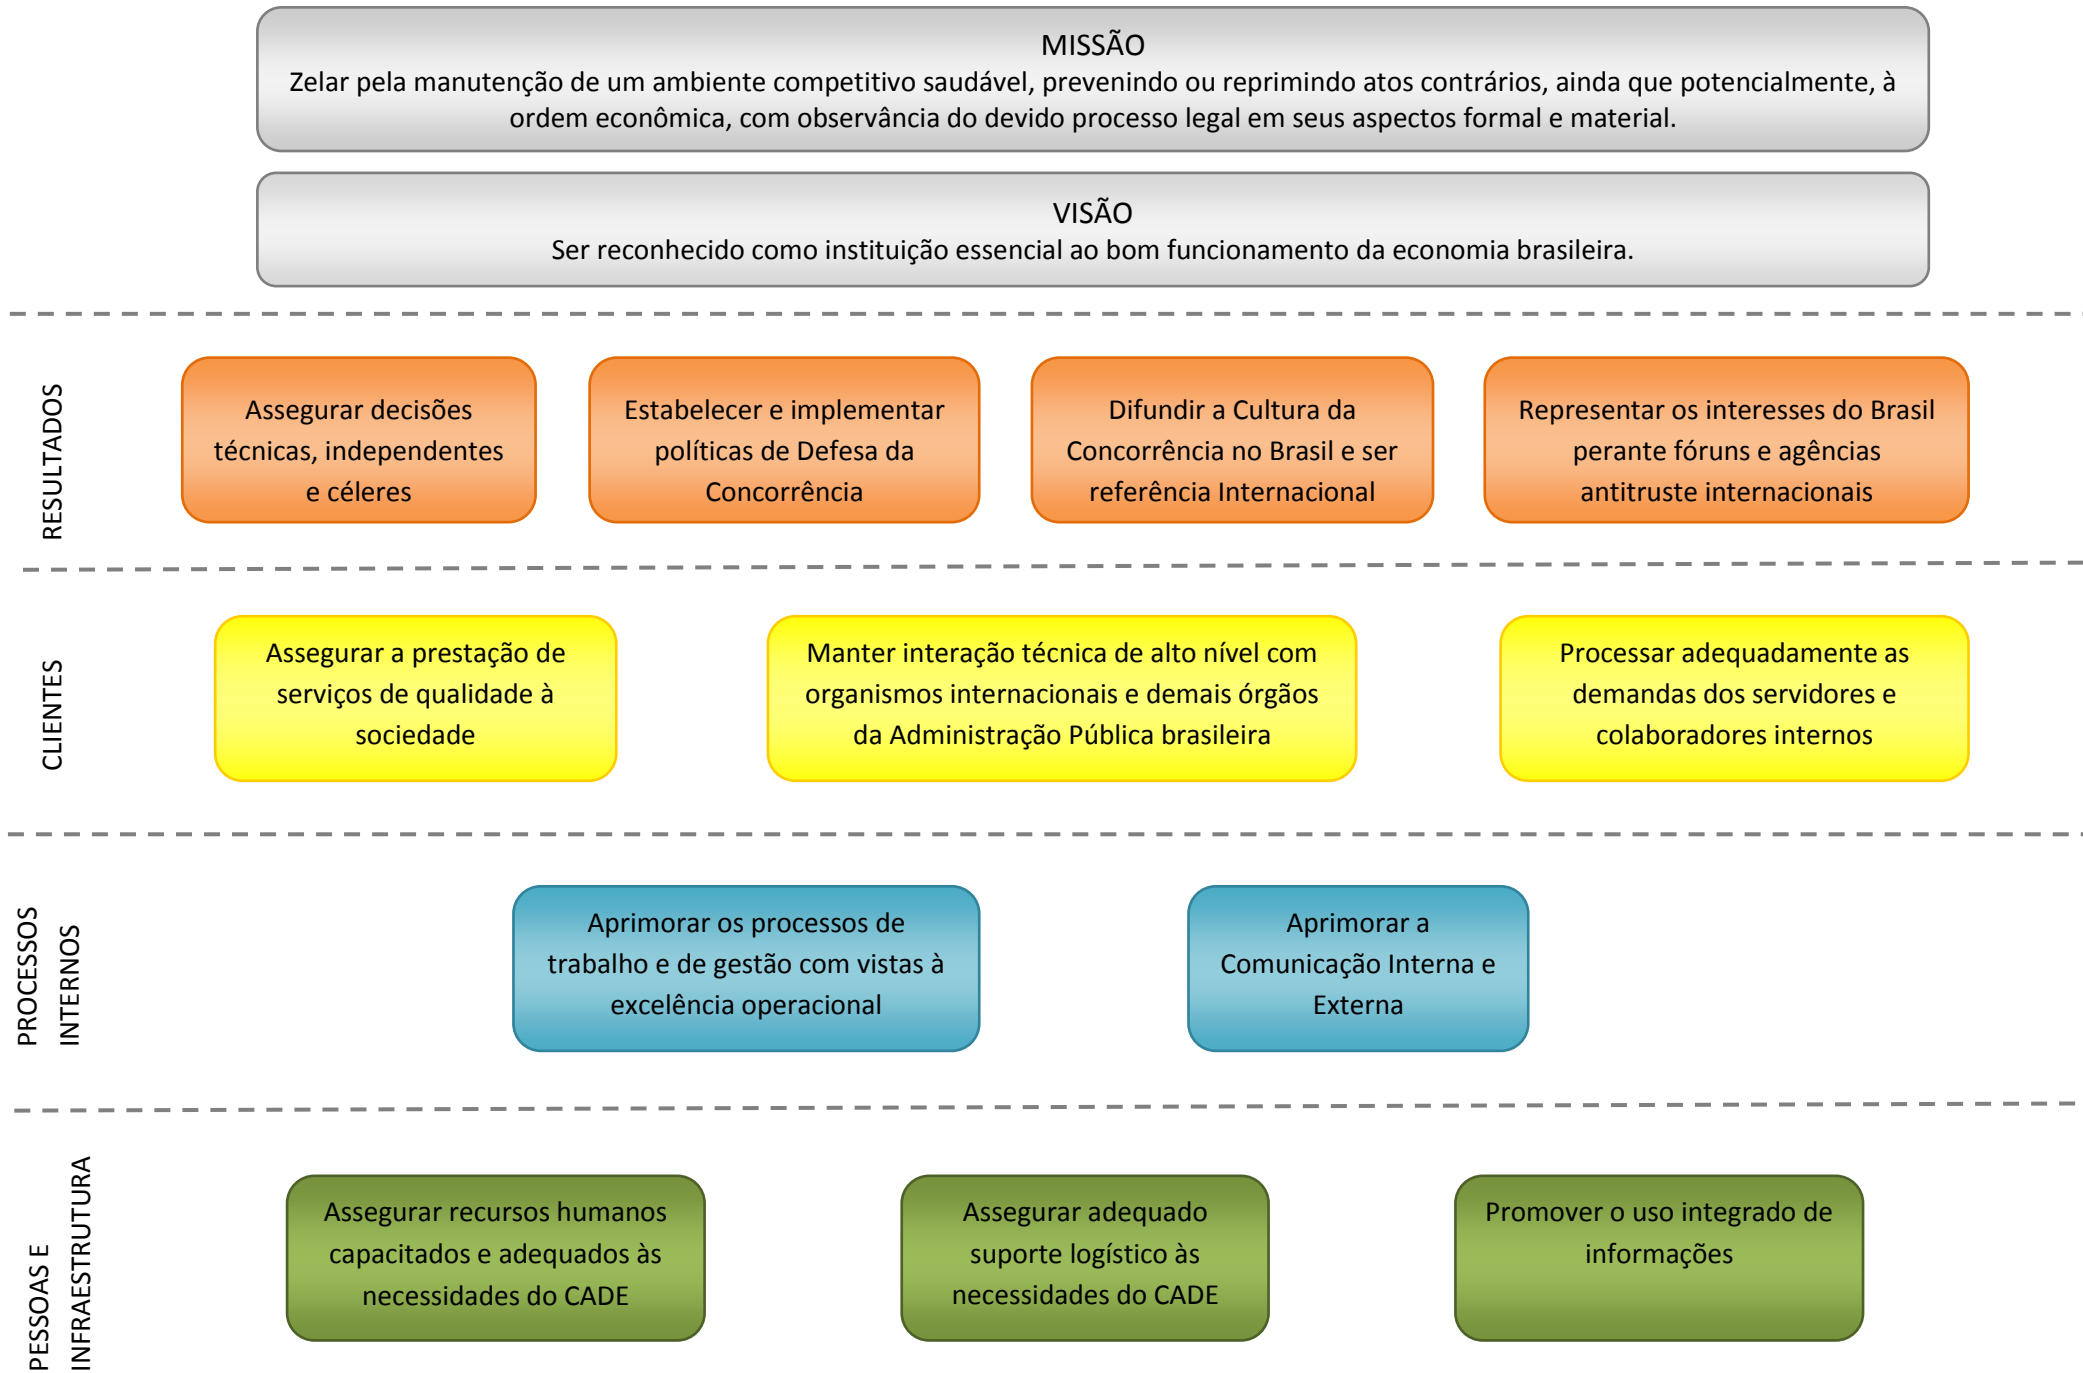 MISSÃO
Zelar pela manutenção de um ambiente competitivo saudável, prevenindo ou reprimindo atos contrários, ainda que potencialmente, à
ordem econômica, com observância do devido processo legal em seus aspectos formal e material.
VISÃO
Ser reconhecido como instituição essencial ao bom funcionamento da economia brasileira.
RESULTADOS
Assegurar decisões
técnicas, independentes
e céleres
Estabelecer e implementar
políticas de Defesa da
Concorrência
Difundir a Cultura da
Concorrência no Brasil e ser
referência Internacional
Representar os interesses do Brasil
perante fóruns e agências
antitruste internacionais
CLIENTES
Assegurar a prestação de
serviços de qualidade à
sociedade
Manter interação técnica de alto nível com
organismos internacionais e demais órgãos
da Administração Pública brasileira
Processar adequadamente as
demandas dos servidores e
colaboradores internos
PROCESSOS
INTERNOS
Aprimorar os processos de
trabalho e de gestão com vistas à
excelência operacional
Aprimorar a
Comunicação Interna e
Externa
PESSOAS E
INFRAESTRUTURA
Assegurar recursos humanos
capacitados e adequados às
necessidades do CADE
Assegurar adequado
suporte logístico às
necessidades do CADE
Promover o uso integrado de
informações